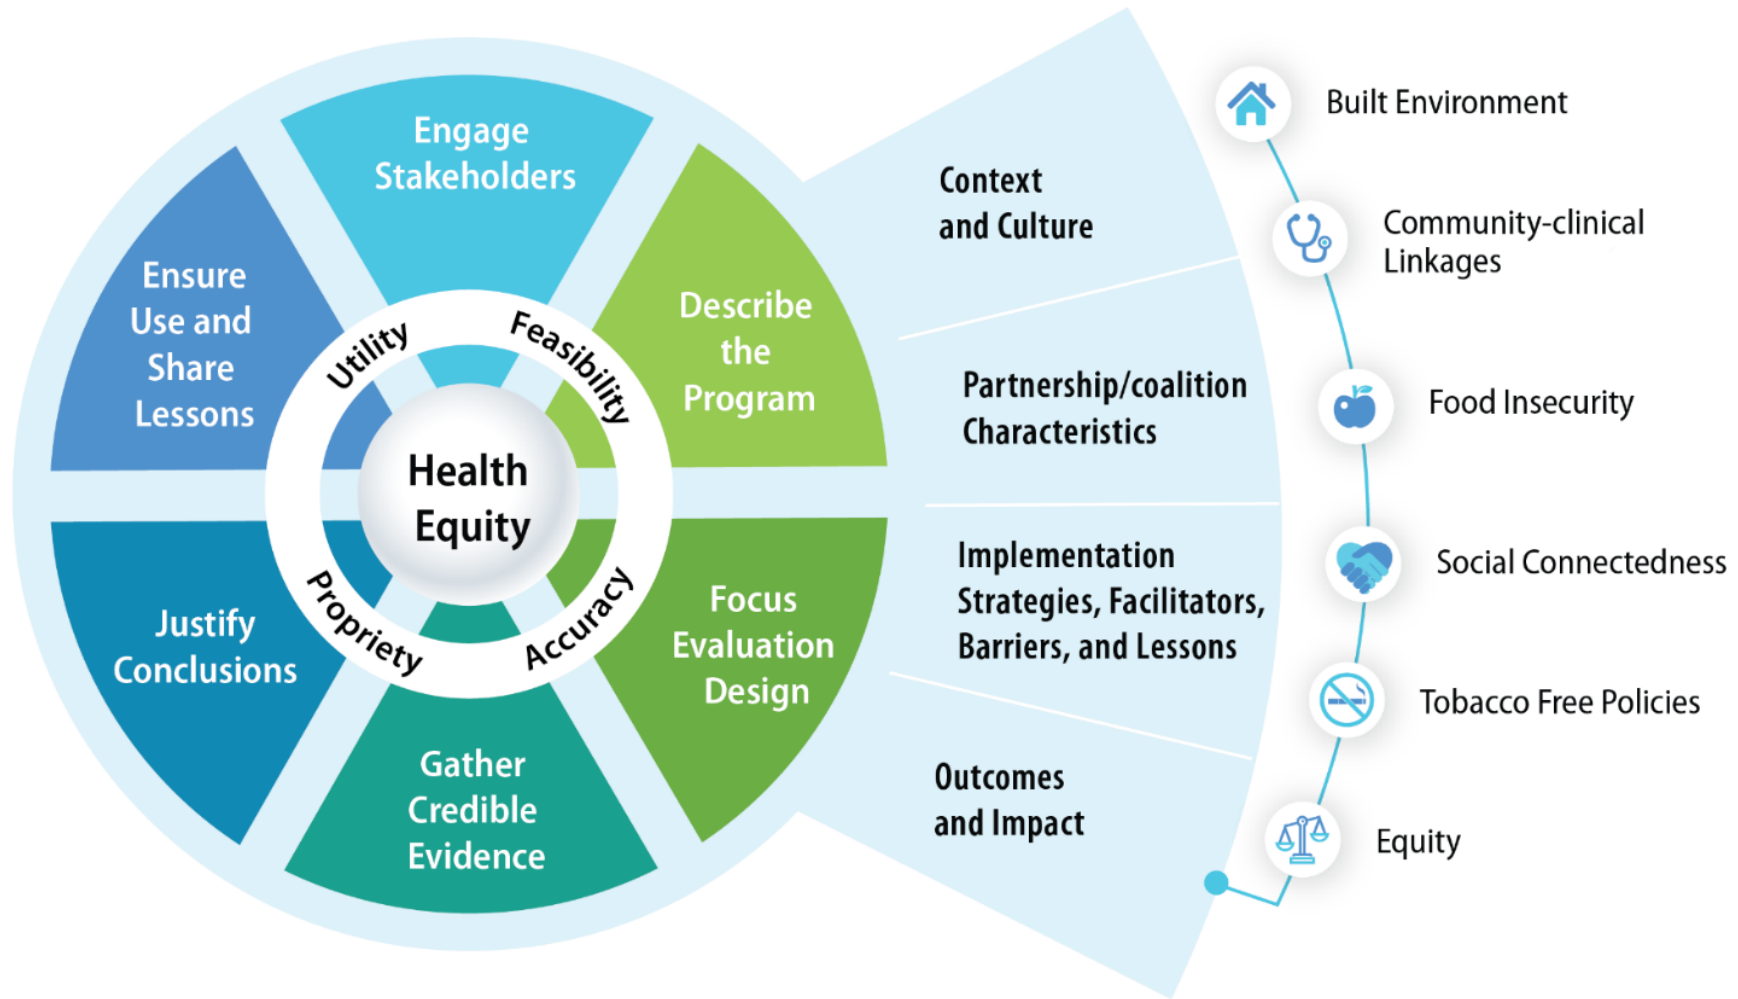 Engage
Stakeholders
Describe
the
Program
Focus
Evaluation
Design
Gather
Credible
Evidence
Justify
Conclusions
Ensure
Use and
Share
Lessons
Utility
Feasibility
Accuracy
Propriety
Health
Equity
Context
and Culture
Partnership/coalition
Characteristics
Implementation
Strategies, Facilitators,
Barriers, and Lessons
Outcomes
and Impact
Built Environment
Community-clinical
Linkages
Food Insecurity
Social Connectedness
Tobacco Free Policies
Equity